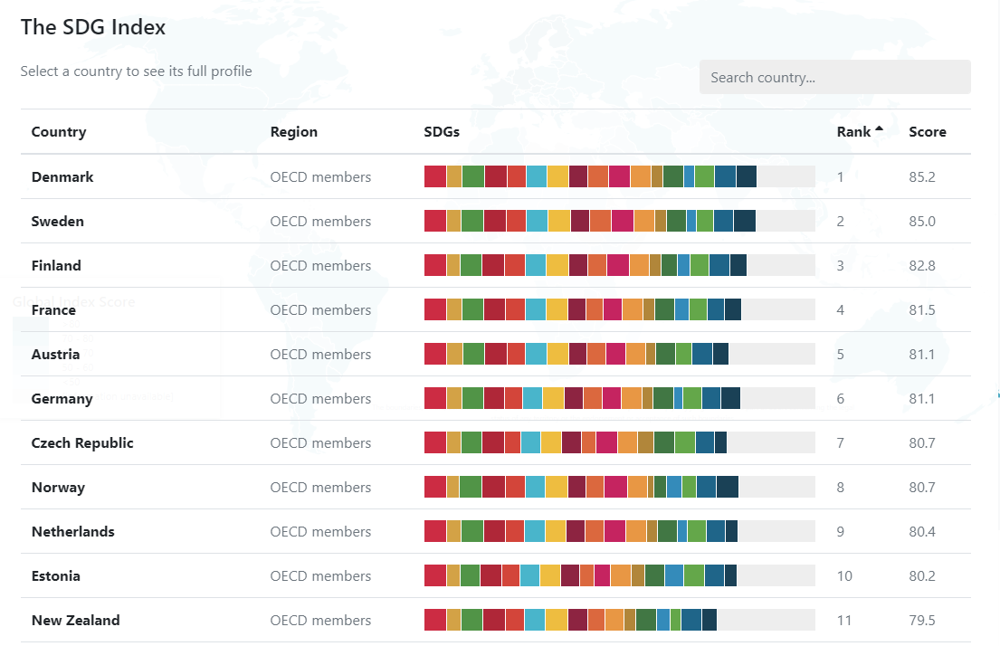 The SDG Index
Select a country to see its full profile
Search country...
Country Region SDGs Rank Score
Denmark OECD members 1 85.2
Sweden OECD members 2 85.0
Finland OECD members 3 82.8
Global Index Score
France OECD members 4 81.5
Austria OECD members 5 81.1
Germany OECD members 6 81.1
Czech Republic OECD members 7 80.7
Norway OECD members 8 80.7
Netherlands OECD members 9 80.4
Estonia OECD members 10 80.2
New Zealand OECD members 11 79.5